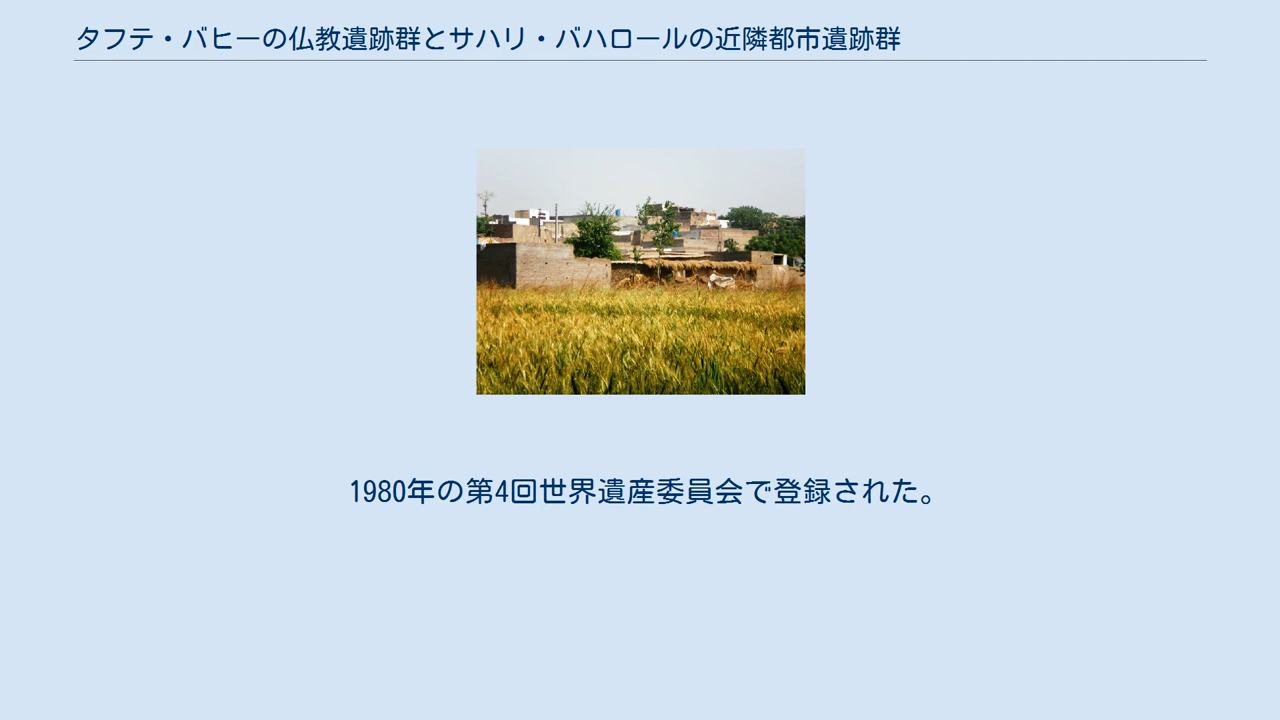 タフテ・バヒーの仏教遺跡群とサハリ・バハロールの近隣都市遺跡群
1980年の第4回世界遺産委員会で登録された。